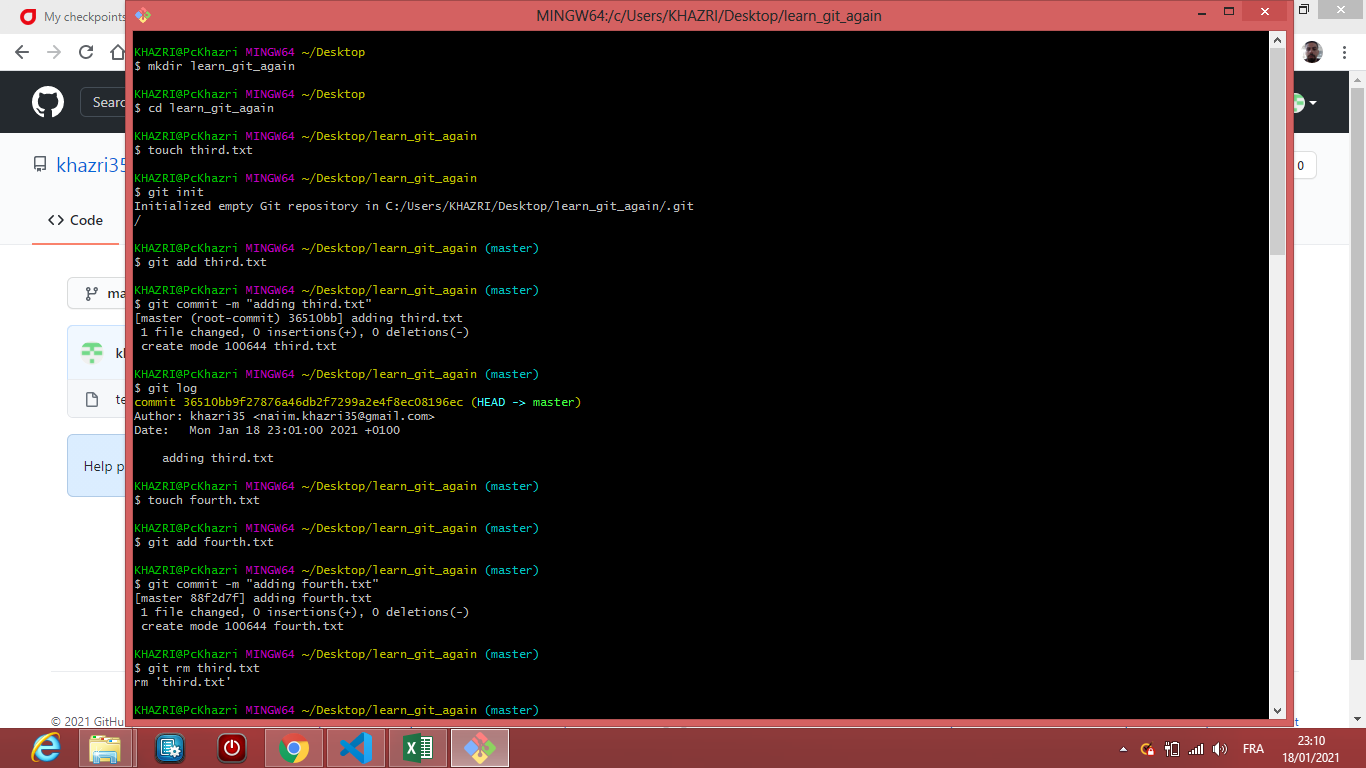 My checkpoints
MINGW64:/c/Users/KHAZRI/Desktop/learn_git_again
KHAZRI@PcKhazri MINGW64 ~/Desktop
$ mkdir learn_git_again
KHAZRI@PcKhazri MINGW64 ~/Desktop
$ cd learn_git_again
KHAZRI@PcKhazri MINGW64 ~/Desktop/learn_git_again
$ touch third.txt
KHAZRI@PcKhazri MINGW64 ~/Desktop/learn_git_again
$ git init
Initialized empty Git repository in C:/Users/KHAZRI/Desktop/learn_git_again/.git
/
KHAZRI@PcKhazri MINGW64 ~/Desktop/learn_git_again (master)
$ git add third.txt
KHAZRI@PcKhazri MINGW64 ~/Desktop/learn_git_again (master)
$ git commit -m "adding third.txt"
[master (root-commit) 36510bb] adding third.txt
1 file changed, 0 insertions(+), 0 deletions(-)
create mode 100644 third.txt
KHAZRI@PcKhazri MINGW64 ~/Desktop/learn_git_again (master)
$ git log
commit 36510bb9f27876a46db2f7299a2e4f8ec08196ec (HEAD -> master)
Author: khazri35 <naiim.khazri35@gmail.com>
Date: Mon Jan 18 23:01:00 2021 +0100
adding third.txt
KHAZRI@PcKhazri MINGW64 ~/Desktop/learn_git_again (master)
$ touch fourth.txt
KHAZRI@PcKhazri MINGW64 ~/Desktop/learn_git_again (master)
$ git add fourth.txt
KHAZRI@PcKhazri MINGW64 ~/Desktop/learn_git_again (master)
$ git commit -m "adding fourth.txt"
[master 88f2d7f] adding fourth.txt
1 file changed, 0 insertions(+), 0 deletions(-)
create mode 100644 fourth.txt
KHAZRI@PcKhazri MINGW64 ~/Desktop/learn_git_again (master)
$ git rm third.txt
rm 'third.txt'
KHAZRI@PcKhazri MINGW64 ~/Desktop/learn_git_again (master)
Sear
khazri35
0
<> Code
ma
kh
te
Help p
© 2021 GitHu
FRA
23:10
18/01/2021